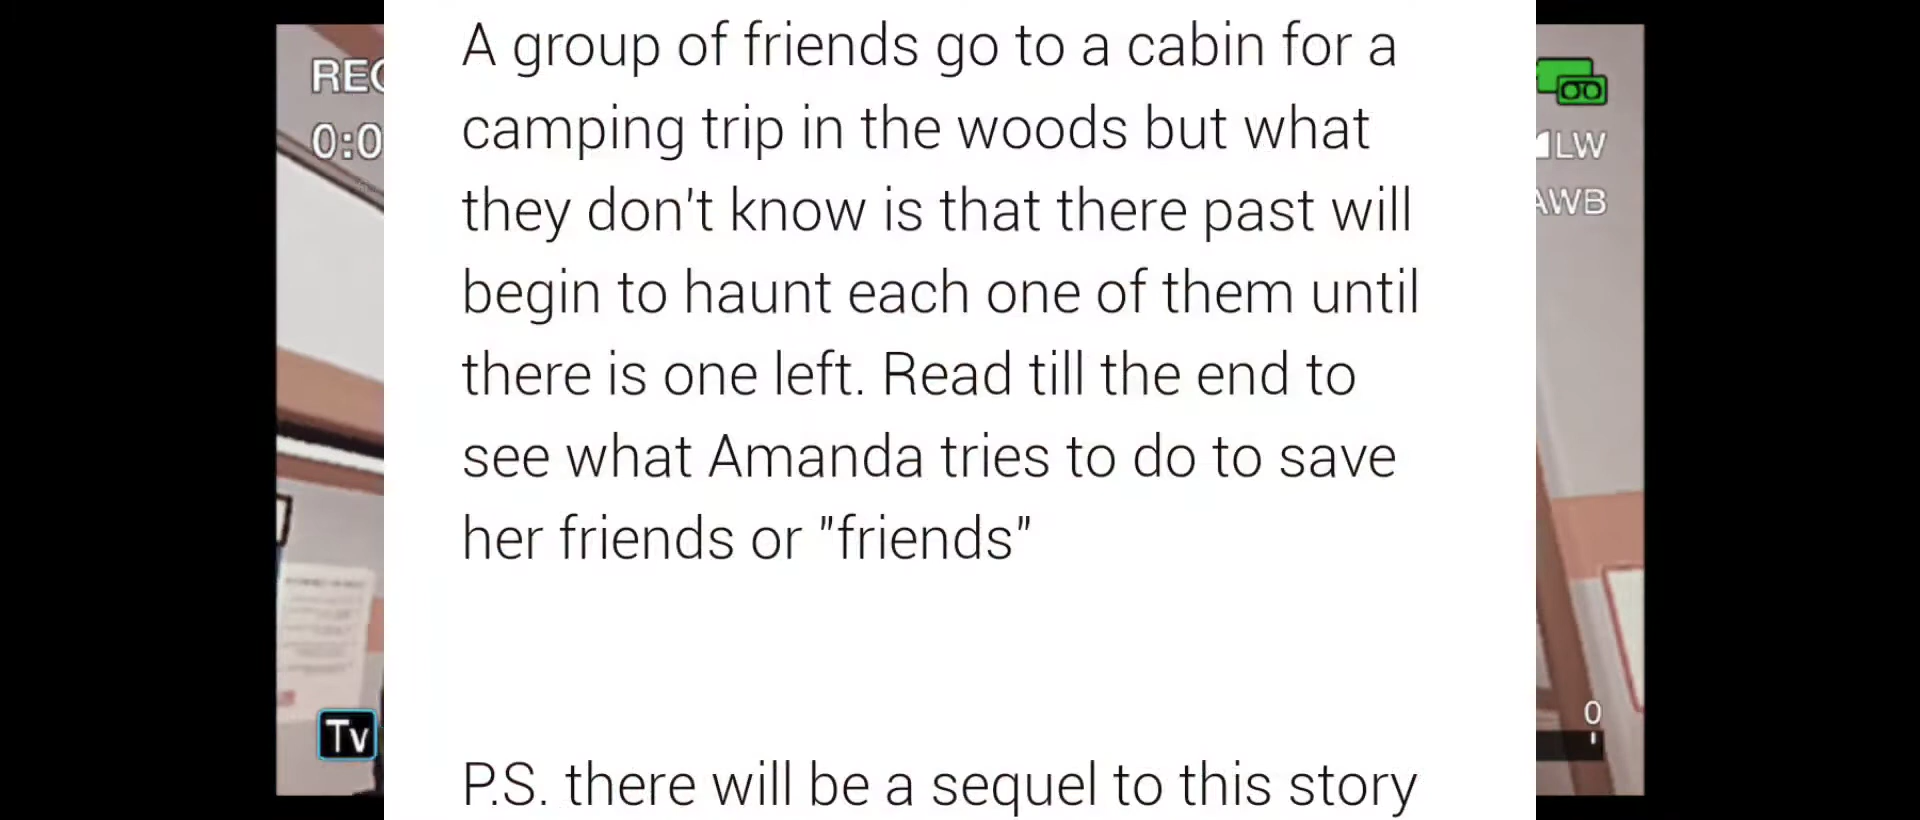 A group of friends go to a cabin for a
camping trip in the woods but what
they don't know is that there past will
begin to haunt each one of them until
there is one left. Read till the end to
see what Amanda tries to do to save
her friends or "friends"
P.S. there will be a sequel to this story
REC
0:0
LW
AWB
Tv
0